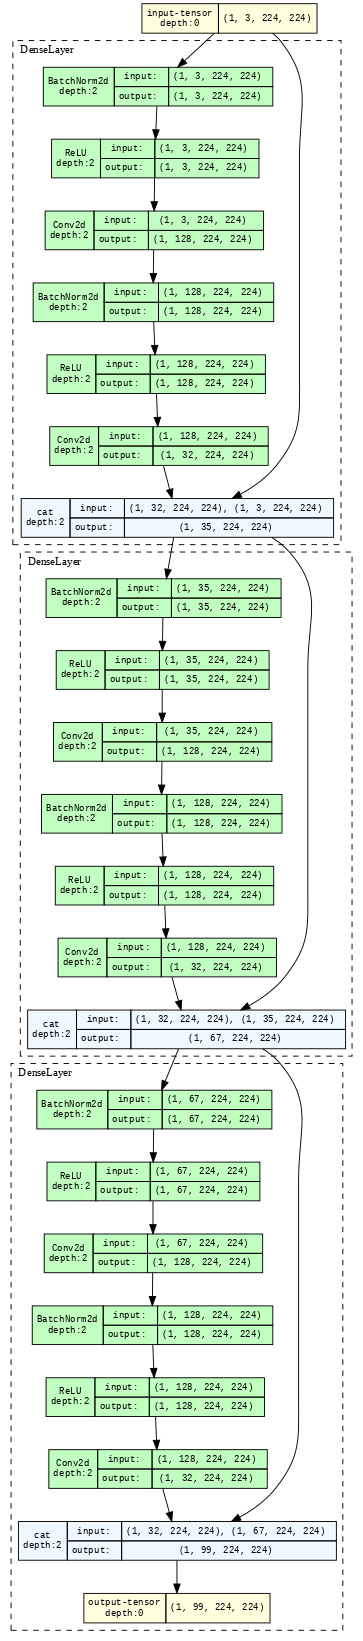 input-tensor
depth:0
(1, 3, 224, 224)
DenseLayer
BatchNorm2d
depth:2
input:
(1, 3, 224, 224)
output:
(1, 3, 224, 224)
ReLU
depth:2
input:
(1, 3, 224, 224)
output:
(1, 3, 224, 224)
Conv2d
depth:2
input:
(1, 3, 224, 224)
output:
(1, 128, 224, 224)
BatchNorm2d
depth:2
input:
(1, 128, 224, 224)
output:
(1, 128, 224, 224)
ReLU
depth:2
input:
(1, 128, 224, 224)
output:
(1, 128, 224, 224)
Conv2d
depth:2
input:
(1, 128, 224, 224)
output:
(1, 32, 224, 224)
cat
depth:2
input:
(1, 32, 224, 224), (1, 3, 224, 224)
output:
(1, 35, 224, 224)
DenseLayer
BatchNorm2d
depth:2
input:
(1, 35, 224, 224)
output:
(1, 35, 224, 224)
ReLU
depth:2
input:
(1, 35, 224, 224)
output:
(1, 35, 224, 224)
Conv2d
depth:2
input:
(1, 35, 224, 224)
output:
(1, 128, 224, 224)
BatchNorm2d
depth:2
input:
(1, 128, 224, 224)
output:
(1, 128, 224, 224)
ReLU
depth:2
input:
(1, 128, 224, 224)
output:
(1, 128, 224, 224)
Conv2d
depth:2
input:
(1, 128, 224, 224)
output:
(1, 32, 224, 224)
cat
depth:2
input:
(1, 32, 224, 224), (1, 35, 224, 224)
output:
(1, 67, 224, 224)
DenseLayer
BatchNorm2d
depth:2
input:
(1, 67, 224, 224)
output:
(1, 67, 224, 224)
ReLU
depth:2
input:
(1, 67, 224, 224)
output:
(1, 67, 224, 224)
Conv2d
depth:2
input:
(1, 67, 224, 224)
output:
(1, 128, 224, 224)
BatchNorm2d
depth:2
input:
(1, 128, 224, 224)
output:
(1, 128, 224, 224)
ReLU
depth:2
input:
(1, 128, 224, 224)
output:
(1, 128, 224, 224)
Conv2d
depth:2
input:
(1, 128, 224, 224)
output:
(1, 32, 224, 224)
cat
depth:2
input:
(1, 32, 224, 224), (1, 67, 224, 224)
output:
(1, 99, 224, 224)
output-tensor
depth:0
(1, 99, 224, 224)